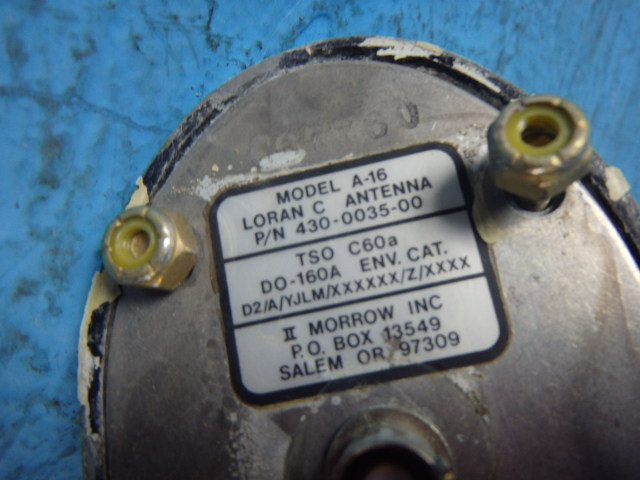 MODEL A-16
LORAN C ANTENNA
P/N 430-0035-00
TSO C60a
DO-160A ENV. CAT.
D2/A/YJLM/XXXXXX/Z/XXXX
II MORROW INC
P.O. BOX 13549
SALEM OR 97309